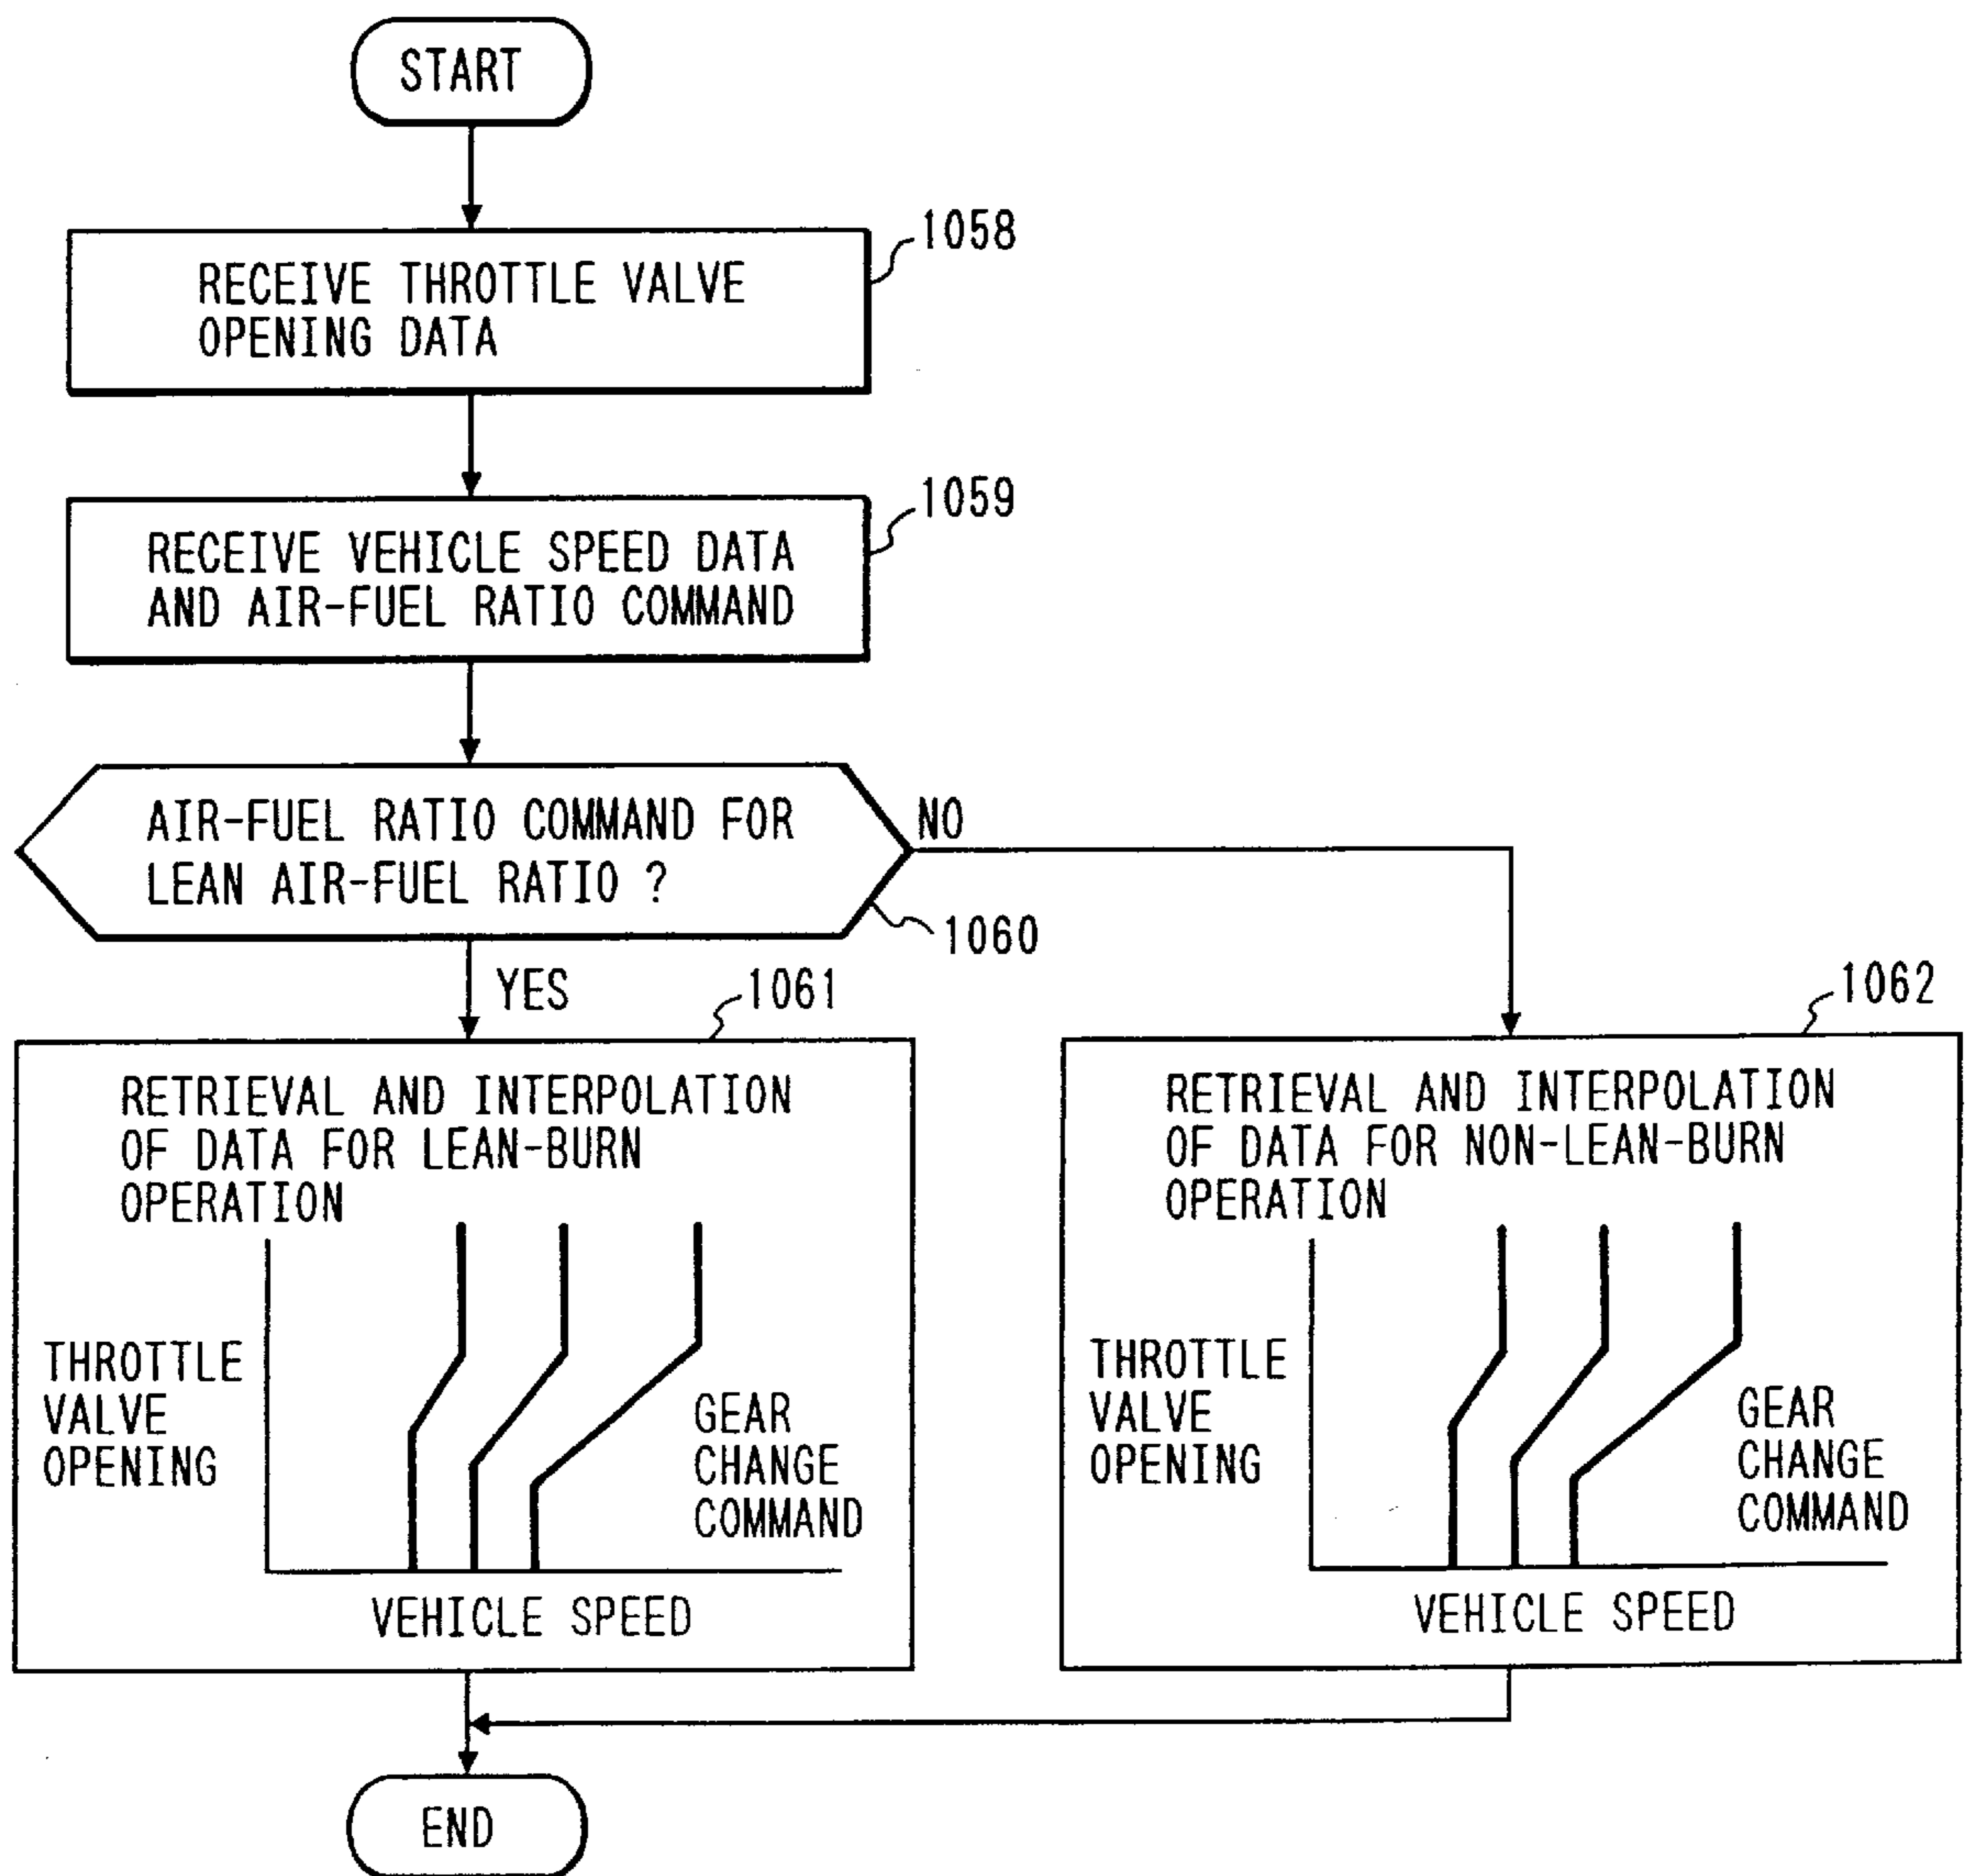 START
1058
RECEIVE THROTTLE VALVE
OPENING DATA
1059
RECEIVE VEHICLE SPEED DATA
AND AIR-FUEL RATIO COMMAND
AIR-FUEL RATIO COMMAND FOR
LEAN AIR-FUEL RATIO ?
NO
1060
YES
1061
RETRIEVAL AND INTERPOLATION
OF DATA FOR LEAN-BURN
OPERATION
THROTTLE
VALVE
OPENING
GEAR
CHANGE
COMMAND
VEHICLE SPEED
1062
RETRIEVAL AND INTERPOLATION
OF DATA FOR NON-LEAN-BURN
OPERATION
THROTTLE
VALVE
OPENING
GEAR
CHANGE
COMMAND
VEHICLE SPEED
END